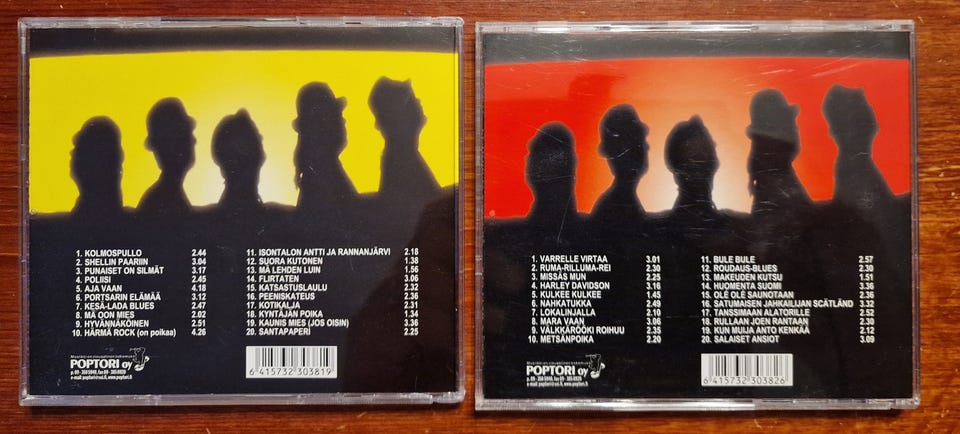 1. KOLMOSPULLO 2.44
2. SHELLIN PAARIIN 3.04
3. PUNAISET ON SILMÄT 3.17
4. POLIISI 2.45
5. AJA VAAN 4.18
6. PORTSARIN ELÄMÄÄ 3.12
7. KESÄ-LADA BLUES 2.47
8. MÄ OON MIES 2.02
9. HYVÄNNÄKÖINEN 2.51
10. HÄRMÄ ROCK (on poikaa) 4.26
11. ISONTALON ANTTI JA RANNANJÄRVI 2.18
12. SUORA KUTONEN 1.38
13. MÄ LEHDEN LUIN 1.56
14. FLIRTATEN 3.06
15. KATSASTUSLAULU 2.32
16. PEENISKATEUS 2.36
17. KOTIKALJA 2.31
18. KYNTÄJÄN POIKA 1.34
19. KAUNIS MIES (JOS OISIN) 3.36
20. SANTAPAPERI 2.25
POPTORI oy
6 415732 303819
1. VARRELLE VIRTAA 3.01
2. RUMA-RILLUMA-REI 2.30
3. MISSÄS MUN 2.25
4. HARLEY DAVIDSON 3.16
5. KULKEE KULKEE 1.45
6. NAHKATUKKA 2.49
7. LOKALINJALLA 2.10
8. MARA VAAN 3.06
9. VÄLKKÄRÖÖKI ROIHUU 2.35
10. METSÄNPOIKA 2.20
11. BULE BULE 2.57
12. ROUDAUS-BLUES 2.30
13. MAKEUDEN KUTSU 1.51
14. HUOMENTA SUOMI 2.36
15. OLÉ OLÉ SAUNOTAAN 2.36
16. SATUMAISEN JAHKAILIJAN SCÄTLÄND 3.32
17. TANSSIMAAN ALATORILLE 2.52
18. RULLAAN JOEN RANTAAN 2.30
19. KUN MUIJA ANTO KENKÄÄ 2.12
20. SALAISET ANSIOT 3.09
POPTORI oy
6 415732 303826